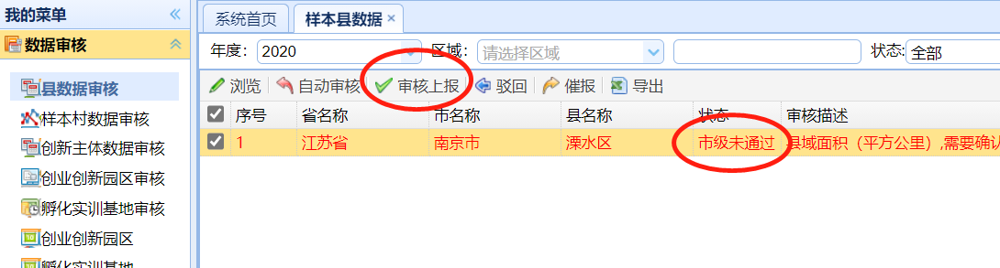 我的菜单
数据审核
县数据审核
样本村数据审核
创新主体数据审核
创业创新园区审核
孵化实训基地审核
创业创新园区
孵化实训基地
系统首页 样本县数据
年度: 2020 区域: 请选择区域 状态:全部
浏览 自动审核 审核上报 驳回 催报 导出
序号 省名称 市名称 县名称 状态 审核描述
1 江苏省 南京市 溧水区 市级未通过 县域面积（平方公里）,需要确认